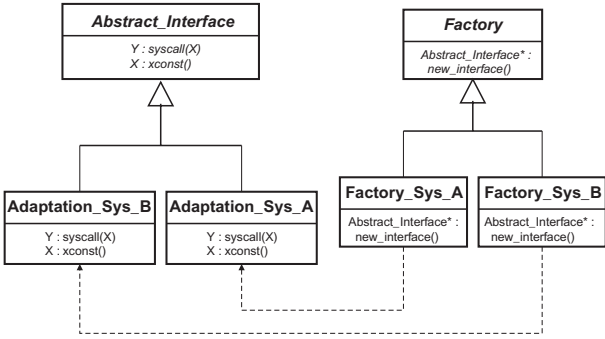 Abstract_Interface
Y : syscall(X)
X : xconst()
Factory
Abstract_Interface* :
new_interface()
Adaptation_Sys_B
Y : syscall(X)
X : xconst()
Adaptation_Sys_A
Y : syscall(X)
X : xconst()
Factory_Sys_A
Abstract_Interface* :
new_interface()
Factory_Sys_B
Abstract_Interface* :
new_interface()